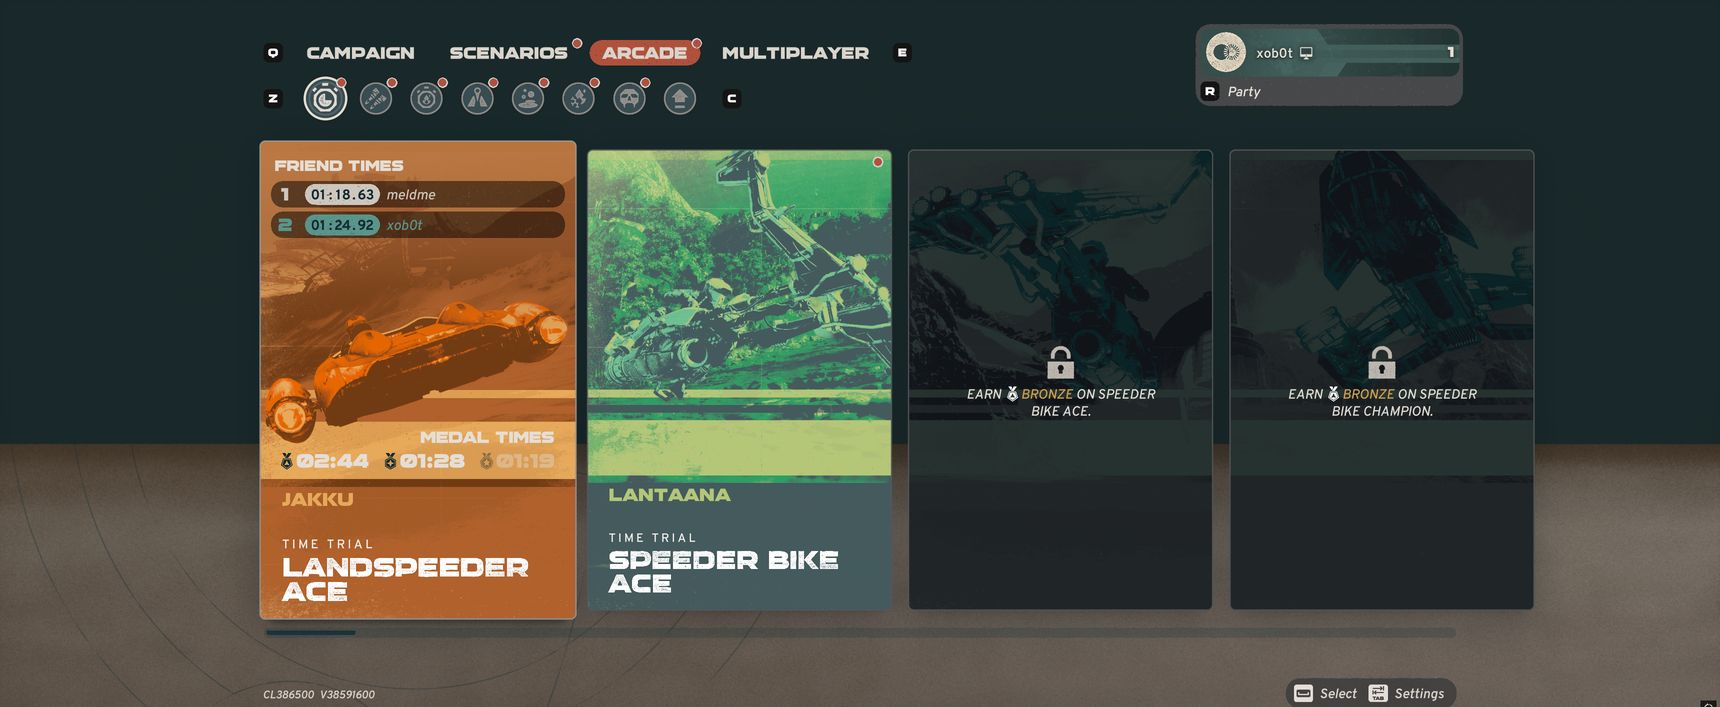 Q CAMPAIGN SCENARIOS ARCADE MULTIPLAYER E
Z C
xob0t 1
R Party
FRIEND TIMES
1 01:18.63 meldme
2 01:24.92 xob0t
MEDAL TIMES
02:44 01:28 01:19
JAKKU
TIME TRIAL
LANDSPEEDER
ACE
LANTAANA
TIME TRIAL
SPEEDER BIKE
ACE
EARN BRONZE ON SPEEDER
BIKE ACE.
EARN BRONZE ON SPEEDER
BIKE CHAMPION.
CL386500 V38591600
Select TAB Settings